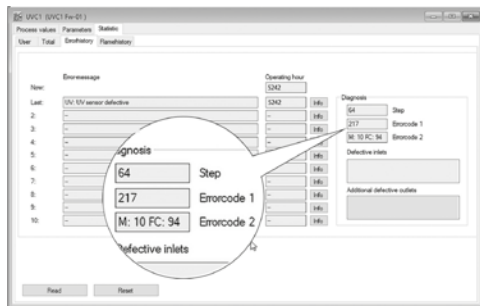 UVC1 (UVC1 Fw-01)
Process values Parameters Statistic
User Total Errorhistory Flamehistory
Errormessage Operating hour
Now: 5242
Last: UV: UV sensor defective 5242 Info
2: -- -- Info
3: -- -- Info
4: -- -- Info
5: -- Info
6: -- Info
7: -- Info
8: -- Info
9: -- -- Info
10: -- -- Info
Diagnosis
64 Step
217 Errorcode 1
M: 10 FC: 94 Errorcode 2
Defective inlets
Additional defective outlets
gnosis
64 Step
217 Errorcode 1
M: 10 FC: 94 Errorcode 2
Defective inlets
Read Reset